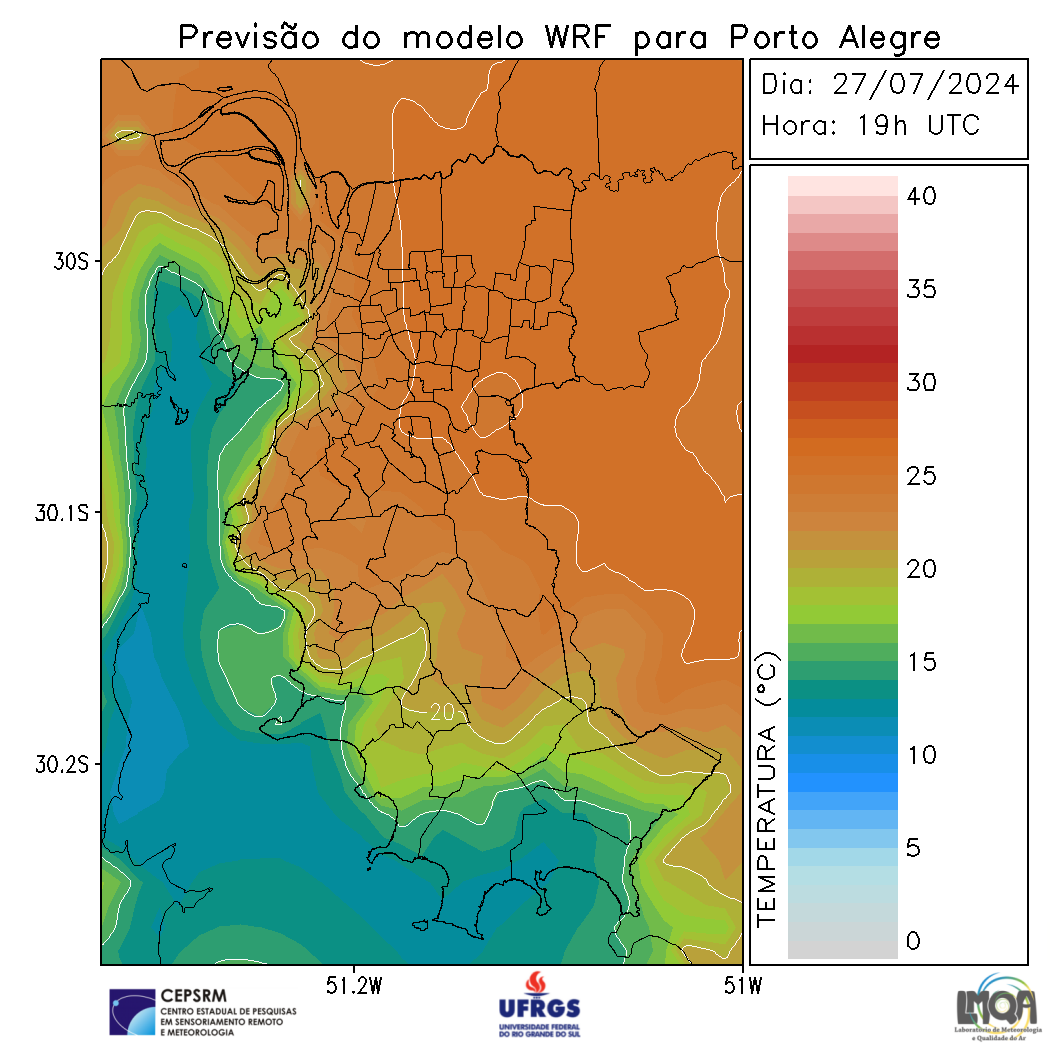 Previsão do modelo WRF para Porto Alegre
Dia: 27/07/2024
Hora: 19h UTC
30S
30.1S
30.2S
51.2W
51W
20
TEMPERATURA (°C)
40
35
30
25
20
15
10
5
0
CEPSRM
CENTRO ESTADUAL DE PESQUISAS
EM SENSORIAMENTO REMOTO
E METEOROLOGIA
UFRGS
UNIVERSIDADE FEDERAL
DO RIO GRANDE DO SUL
LMQA
Laboratório de Meteorologia
e Qualidade do Ar